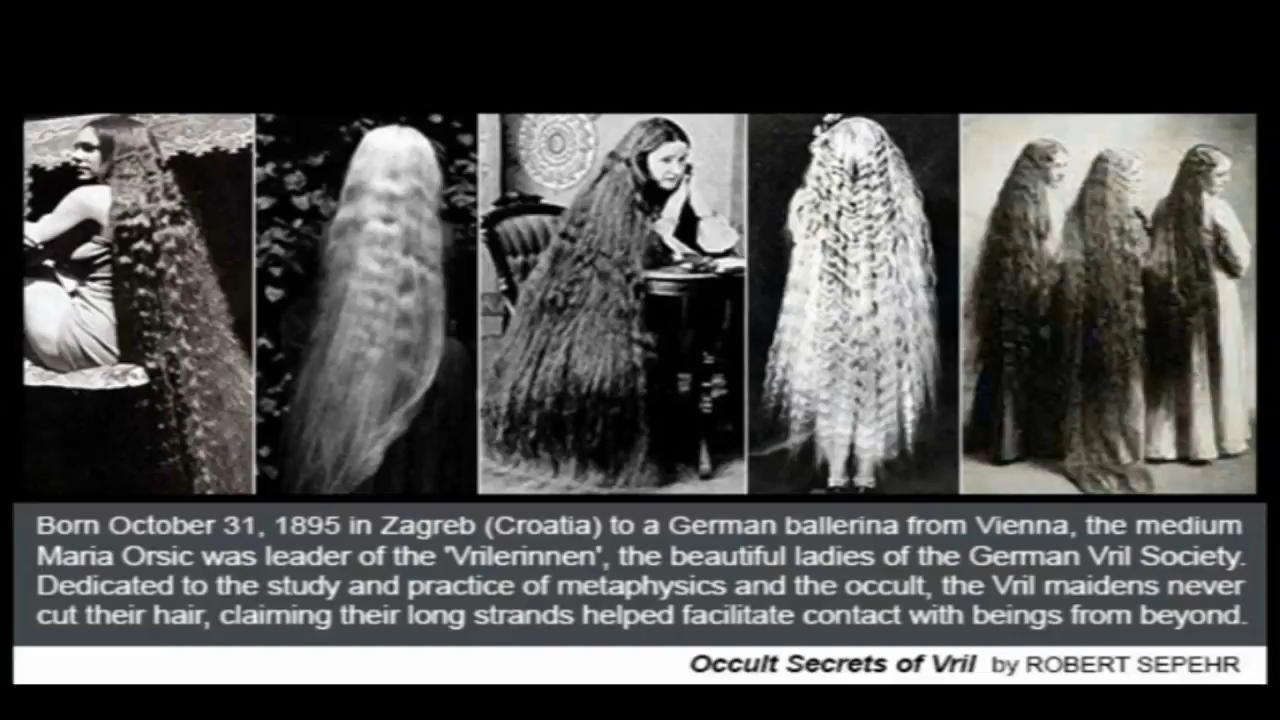 Born October 31, 1895 in Zagreb (Croatia) to a German ballerina from Vienna, the medium
Maria Orsic was leader of the 'Vrilerinnen', the beautiful ladies of the German Vril Society.
Dedicated to the study and practice of metaphysics and the occult, the Vril maidens never
cut their hair, claiming their long strands helped facilitate contact with beings from beyond.
Occult Secrets of Vril by ROBERT SEPEHR